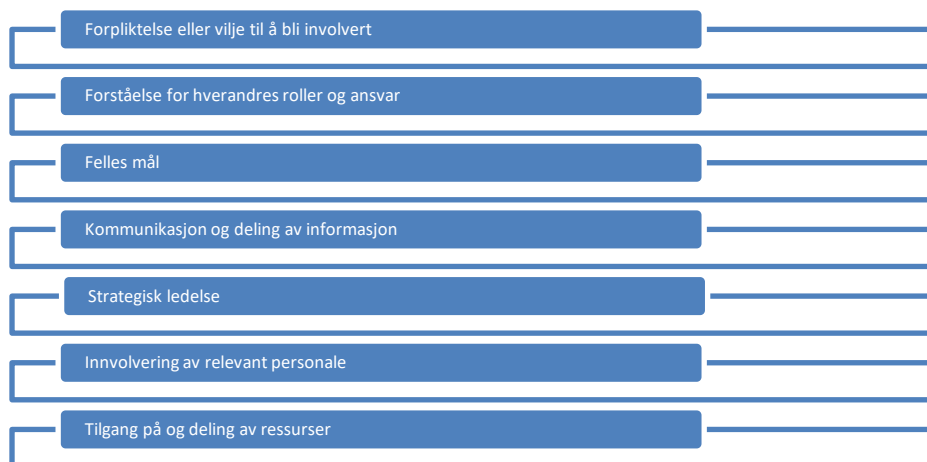 Forpliktelse eller vilje til å bli involvert
Forståelse for hverandres roller og ansvar
Felles mål
Kommunikasjon og deling av informasjon
Strategisk ledelse
Innvolvering av relevant personale
Tilgang på og deling av ressurser